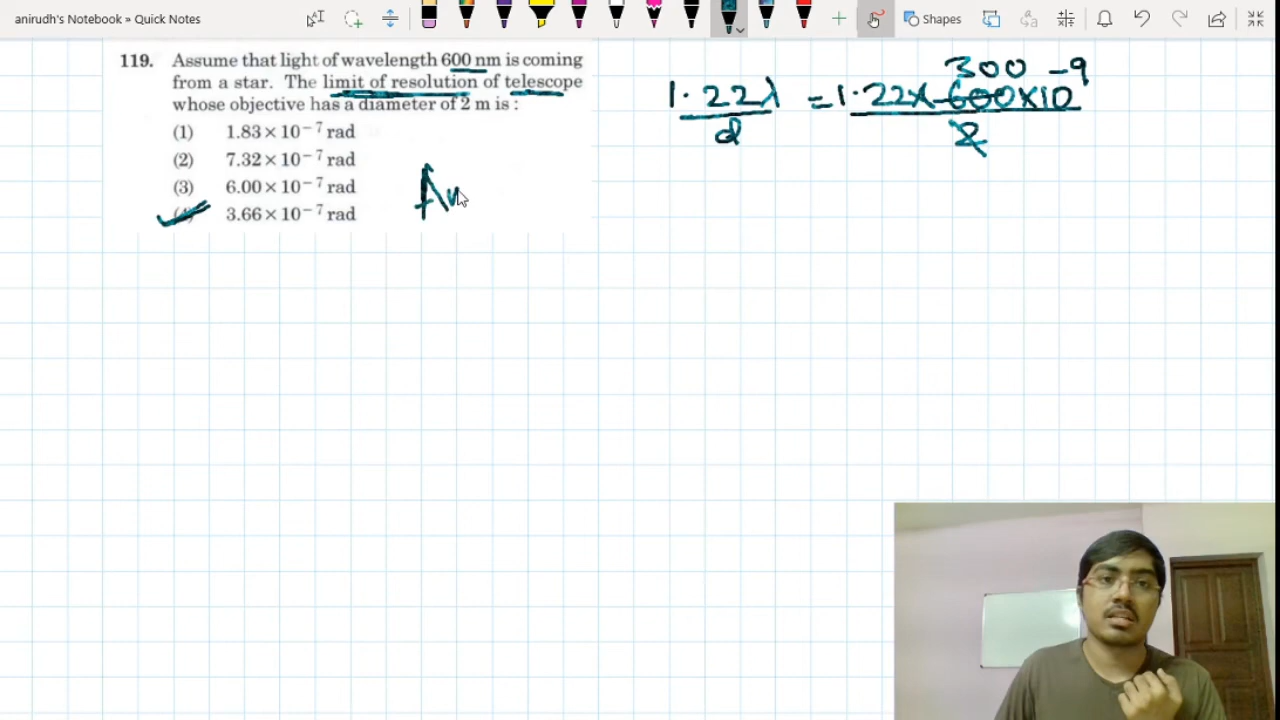 anirudh's Notebook » Quick Notes
Shapes
119. Assume that light of wavelength 600 nm is coming
from a star. The limit of resolution of telescope
whose objective has a diameter of 2 m is :
(1) 1.83 × 10⁻⁷ rad
(2) 7.32 × 10⁻⁷ rad
(3) 6.00 × 10⁻⁷ rad
(4) 3.66 × 10⁻⁷ rad
300 -9
1.22λ = 1.22× 600×10
d 2